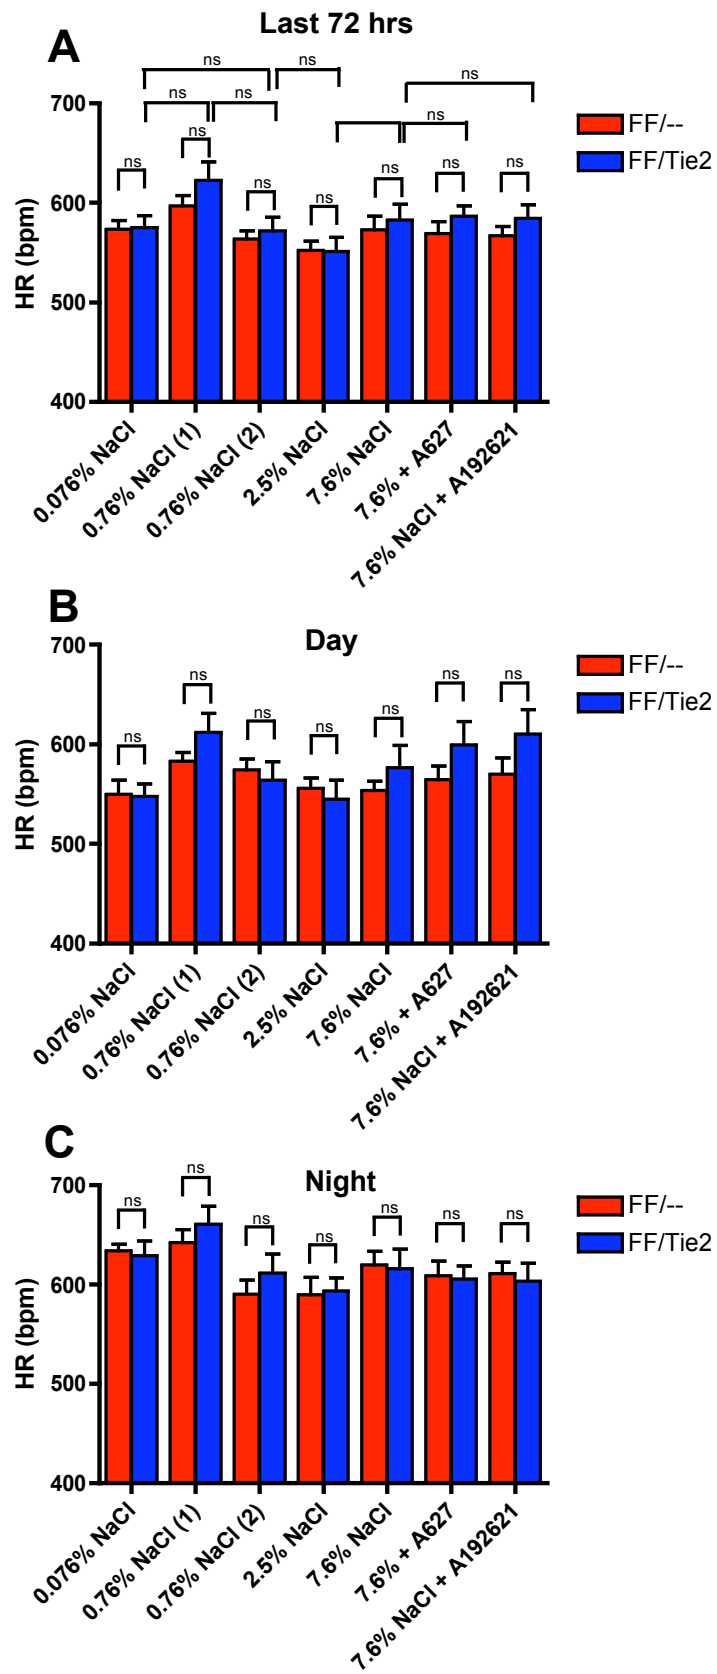 Last 72 hrs
A
ns ns
ns ns ns ns
ns ns ns ns ns ns ns
700
600
500
400
HR (bpm)
FF/--
FF/Tie2
0.076% NaCl
0.76% NaCl (1)
0.76% NaCl (2)
2.5% NaCl
7.6% NaCl
7.6% + A627
7.6% NaCl + A192621
B
Day
ns ns ns ns ns ns ns
700
600
500
400
HR (bpm)
FF/--
FF/Tie2
0.076% NaCl
0.76% NaCl (1)
0.76% NaCl (2)
2.5% NaCl
7.6% NaCl
7.6% + A627
7.6% NaCl + A192621
C
Night
ns ns ns ns ns ns ns
700
600
500
400
HR (bpm)
FF/--
FF/Tie2
0.076% NaCl
0.76% NaCl (1)
0.76% NaCl (2)
2.5% NaCl
7.6% NaCl
7.6% + A627
7.6% NaCl + A192621